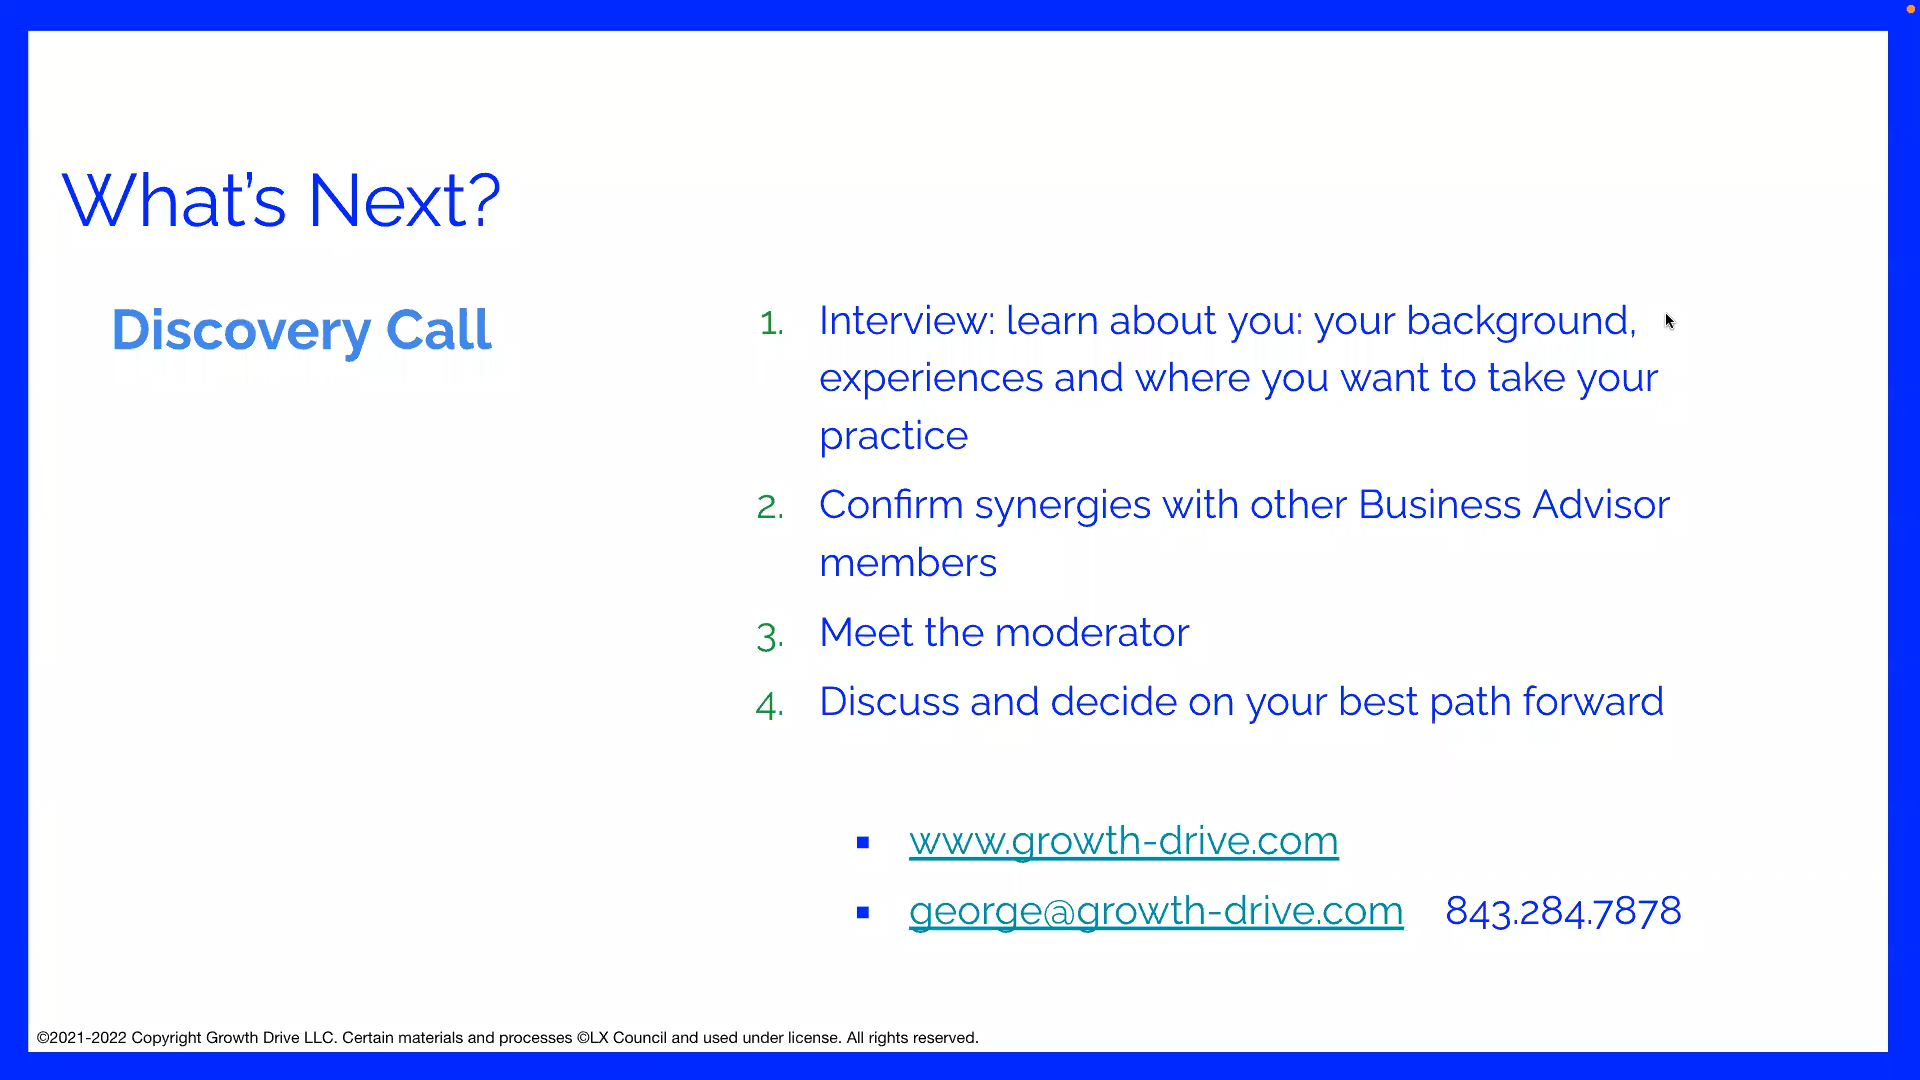 What's Next?
Discovery Call
1. Interview: learn about you: your background,
experiences and where you want to take your
practice
2. Confirm synergies with other Business Advisor
members
3. Meet the moderator
4. Discuss and decide on your best path forward
▪ www.growth-drive.com
▪ george@growth-drive.com 843.284.7878
©2021-2022 Copyright Growth Drive LLC. Certain materials and processes ©LX Council and used under license. All rights reserved.